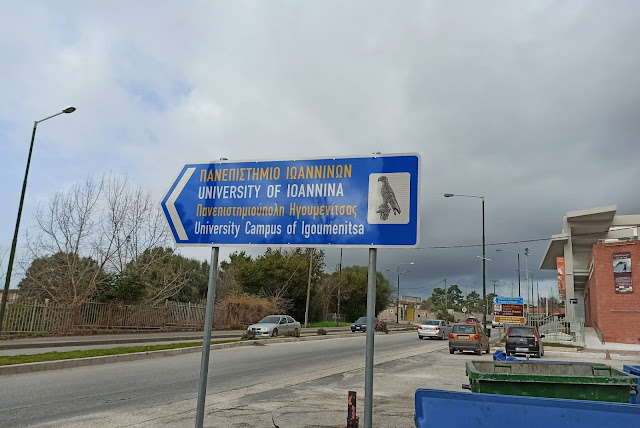 ΠΑΝΕΠΙΣΤΗΜΙΟ ΙΩΑΝΝΙΝΩΝ
UNIVERSITY OF IOANNINA
Πανεπιστημιούπολη Ηγουμενίτσας
University Campus of Igoumenitsa